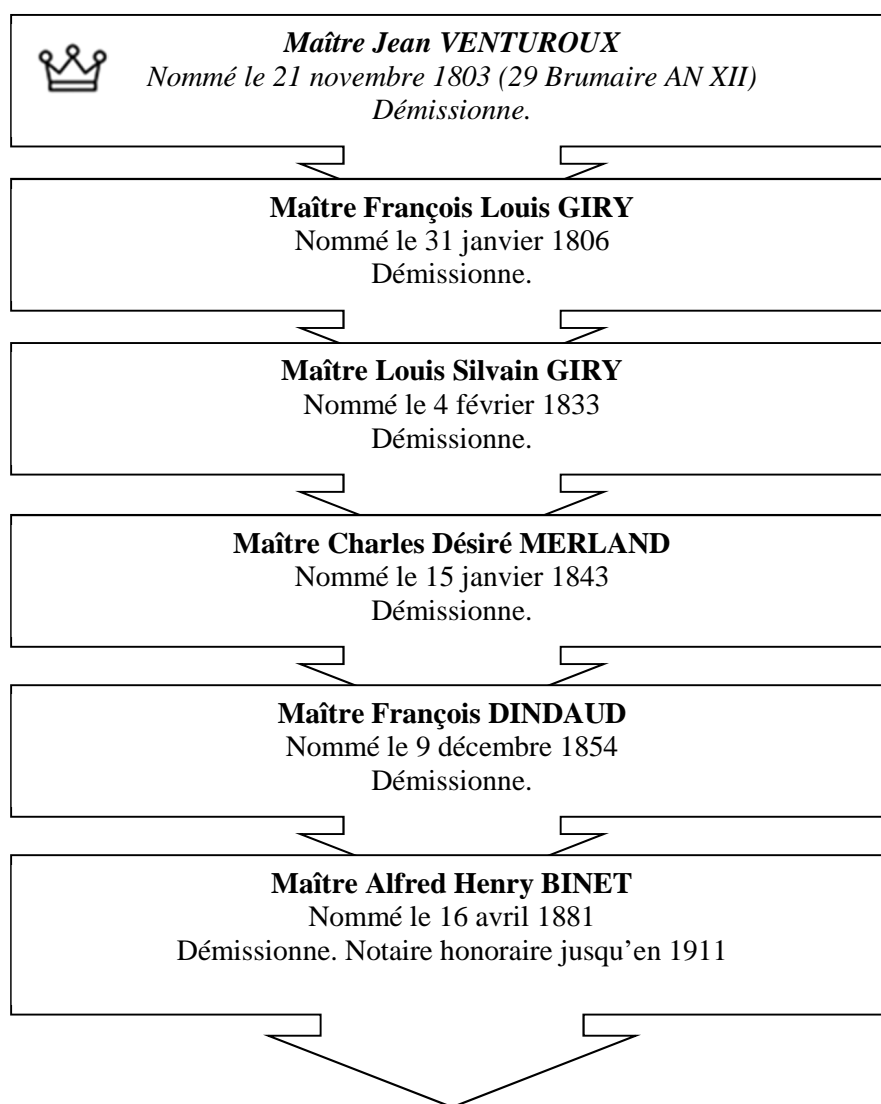 Maître Jean VENTUROUX
Nommé le 21 novembre 1803 (29 Brumaire AN XII)
Démissionne.
Maître François Louis GIRY
Nommé le 31 janvier 1806
Démissionne.
Maître Louis Silvain GIRY
Nommé le 4 février 1833
Démissionne.
Maître Charles Désiré MERLAND
Nommé le 15 janvier 1843
Démissionne.
Maître François DINDAUD
Nommé le 9 décembre 1854
Démissionne.
Maître Alfred Henry BINET
Nommé le 16 avril 1881
Démissionne. Notaire honoraire jusqu’en 1911